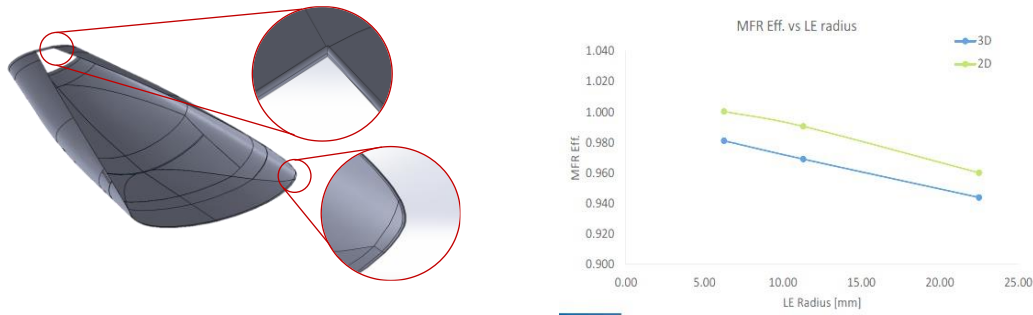 MFR Eff. vs LE radius
3D
2D
MFR Eff.
1.040
1.020
1.000
0.980
0.960
0.940
0.920
0.900
0.00 5.00 10.00 15.00 20.00 25.00
LE Radius [mm]